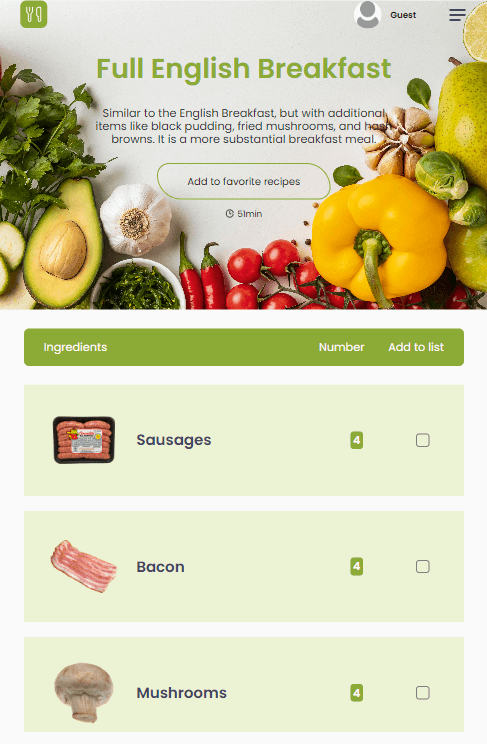 Guest
Full English Breakfast
Similar to the English Breakfast, but with additional
items like black pudding, fried mushrooms, and hash
browns. It is a more substantial breakfast meal.
Add to favorite recipes
51min
Ingredients Number Add to list
Sausages 4
Bacon 4
Mushrooms 4